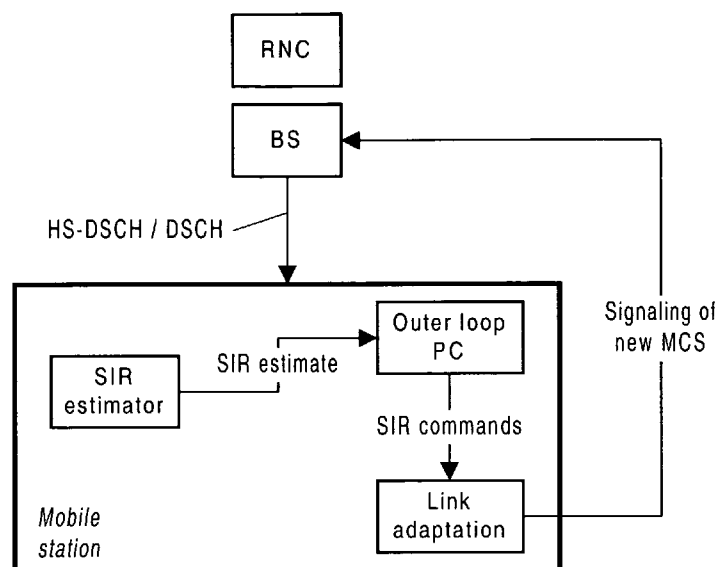 RNC
BS
HS-DSCH / DSCH
Outer loop
PC
Signaling of
new MCS
SIR estimate
SIR
estimator
SIR commands
Link
adaptation
Mobile
station